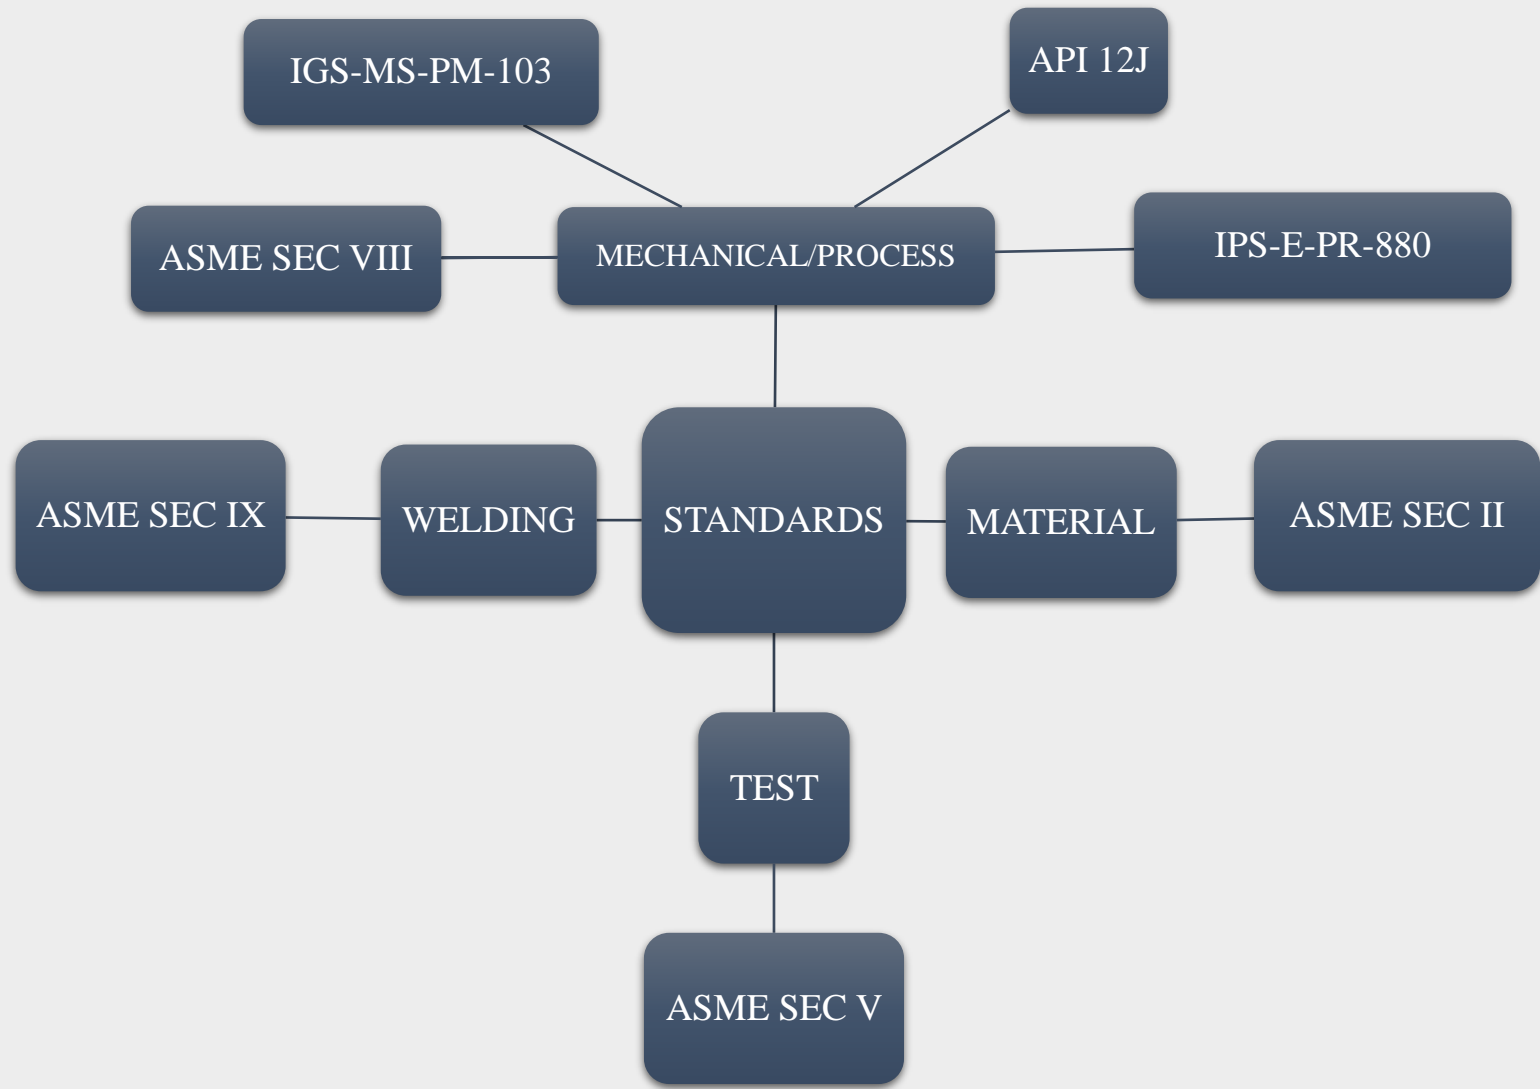 IGS-MS-PM-103
API 12J
ASME SEC VIII
MECHANICAL/PROCESS
IPS-E-PR-880
ASME SEC IX
WELDING
STANDARDS
MATERIAL
ASME SEC II
TEST
ASME SEC V